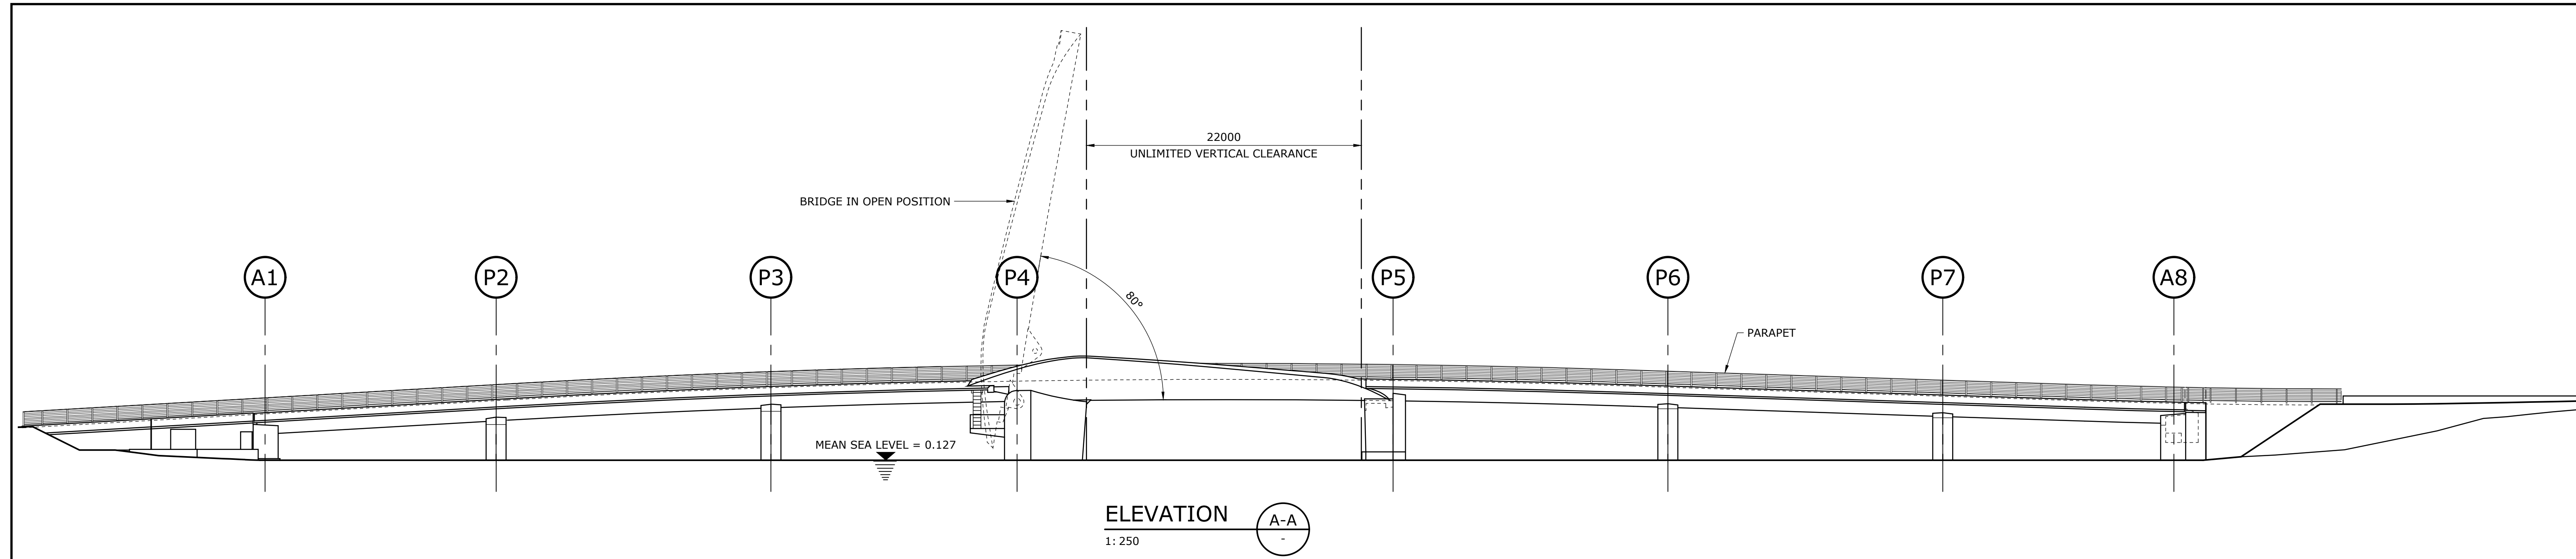 22000
UNLIMITED VERTICAL CLEARANCE
BRIDGE IN OPEN POSITION
A1
P2
P3
P4
P5
P6
P7
A8
80°
PARAPET
MEAN SEA LEVEL = 0.127
ELEVATION
A-A
-
1: 250